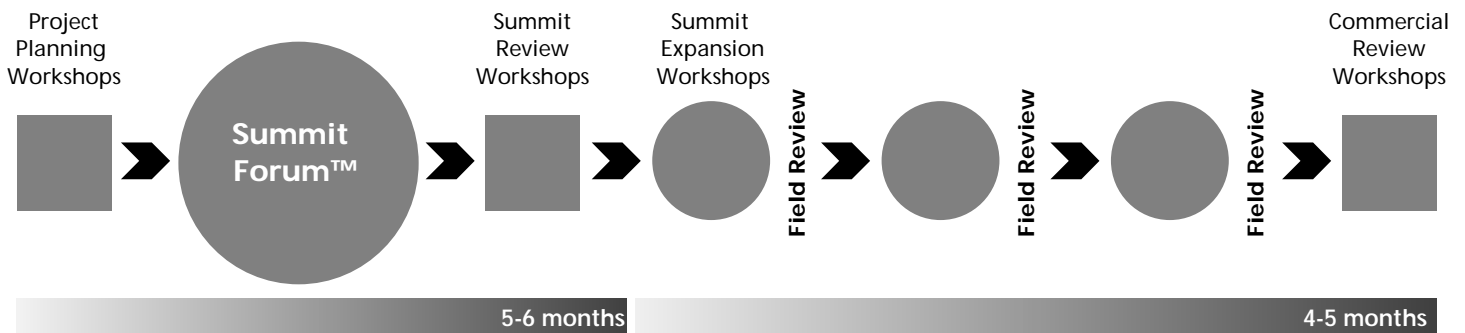 Project
Planning
Workshops
Summit
Forum™
Summit
Review
Workshops
Summit
Expansion
Workshops
Field Review
Field Review
Field Review
Commercial
Review
Workshops
5-6 months
4-5 months